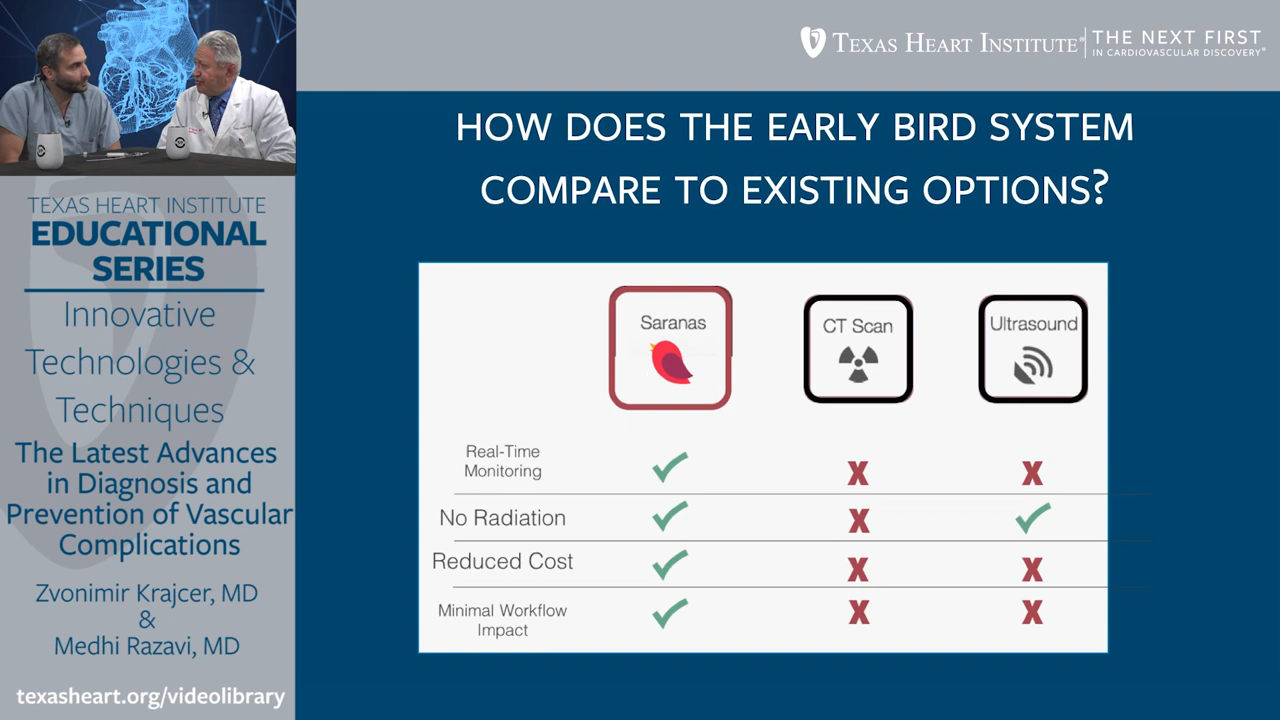 TEXAS HEART INSTITUTE®
THE NEXT FIRST
IN CARDIOVASCULAR DISCOVERY®
TEXAS HEART INSTITUTE
EDUCATIONAL
SERIES
Innovative
Technologies &
Techniques
The Latest Advances
in Diagnosis and
Prevention of Vascular
Complications
Zvonimir Krajcer, MD
&
Medhi Razavi, MD
texasheart.org/videolibrary
HOW DOES THE EARLY BIRD SYSTEM
COMPARE TO EXISTING OPTIONS?
Saranas
CT Scan
Ultrasound
Real-Time
Monitoring
No Radiation
Reduced Cost
Minimal Workflow
Impact